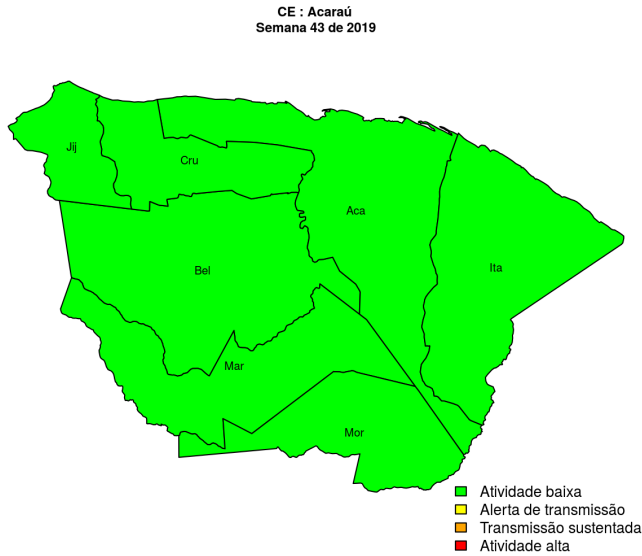 CE : Acaraú
Semana 43 de 2019
Jij
Cru
Aca
Bel
Ita
Mar
Mor
Atividade baixa
Alerta de transmissão
Transmissão sustentada
Atividade alta